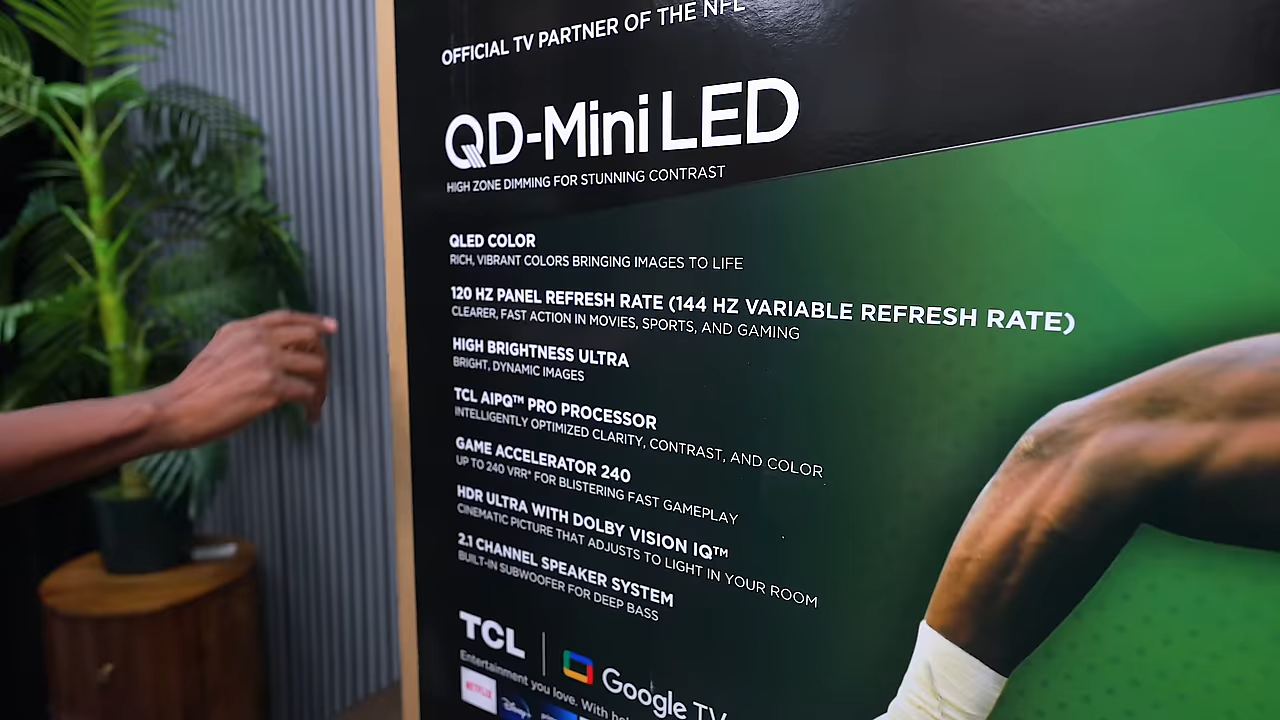 OFFICIAL TV PARTNER OF THE NFL
QD-Mini LED
HIGH ZONE DIMMING FOR STUNNING CONTRAST
QLED COLOR
RICH, VIBRANT COLORS BRINGING IMAGES TO LIFE
120 HZ PANEL REFRESH RATE (144 HZ VARIABLE REFRESH RATE)
CLEARER, FAST ACTION IN MOVIES, SPORTS, AND GAMING
HIGH BRIGHTNESS ULTRA
BRIGHT, DYNAMIC IMAGES
TCL AIPQ™ PRO PROCESSOR
INTELLIGENTLY OPTIMIZED CLARITY, CONTRAST, AND COLOR
GAME ACCELERATOR 240
UP TO 240 VRR* FOR BLISTERING FAST GAMEPLAY
HDR ULTRA WITH DOLBY VISION IQ™
CINEMATIC PICTURE THAT ADJUSTS TO LIGHT IN YOUR ROOM
2.1 CHANNEL SPEAKER SYSTEM
BUILT-IN SUBWOOFER FOR DEEP BASS
TCL Google TV
Entertainment you love. With
NETFLIX Disney+